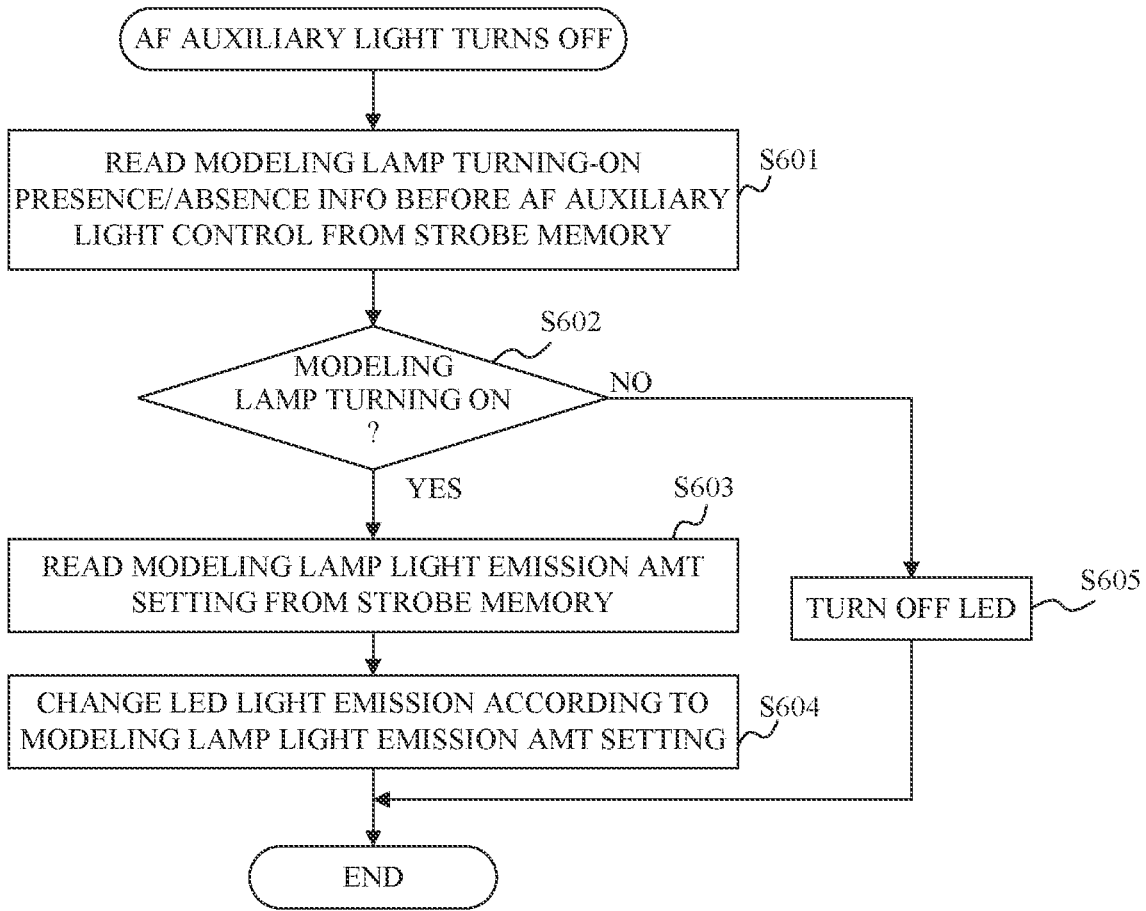 AF AUXILIARY LIGHT TURNS OFF
READ MODELING LAMP TURNING-ON
PRESENCE/ABSENCE INFO BEFORE AF AUXILIARY
LIGHT CONTROL FROM STROBE MEMORY
S601
S602
MODELING
LAMP TURNING ON
?
NO
YES
S603
READ MODELING LAMP LIGHT EMISSION AMT
SETTING FROM STROBE MEMORY
S605
TURN OFF LED
CHANGE LED LIGHT EMISSION ACCORDING TO
MODELING LAMP LIGHT EMISSION AMT SETTING
S604
END